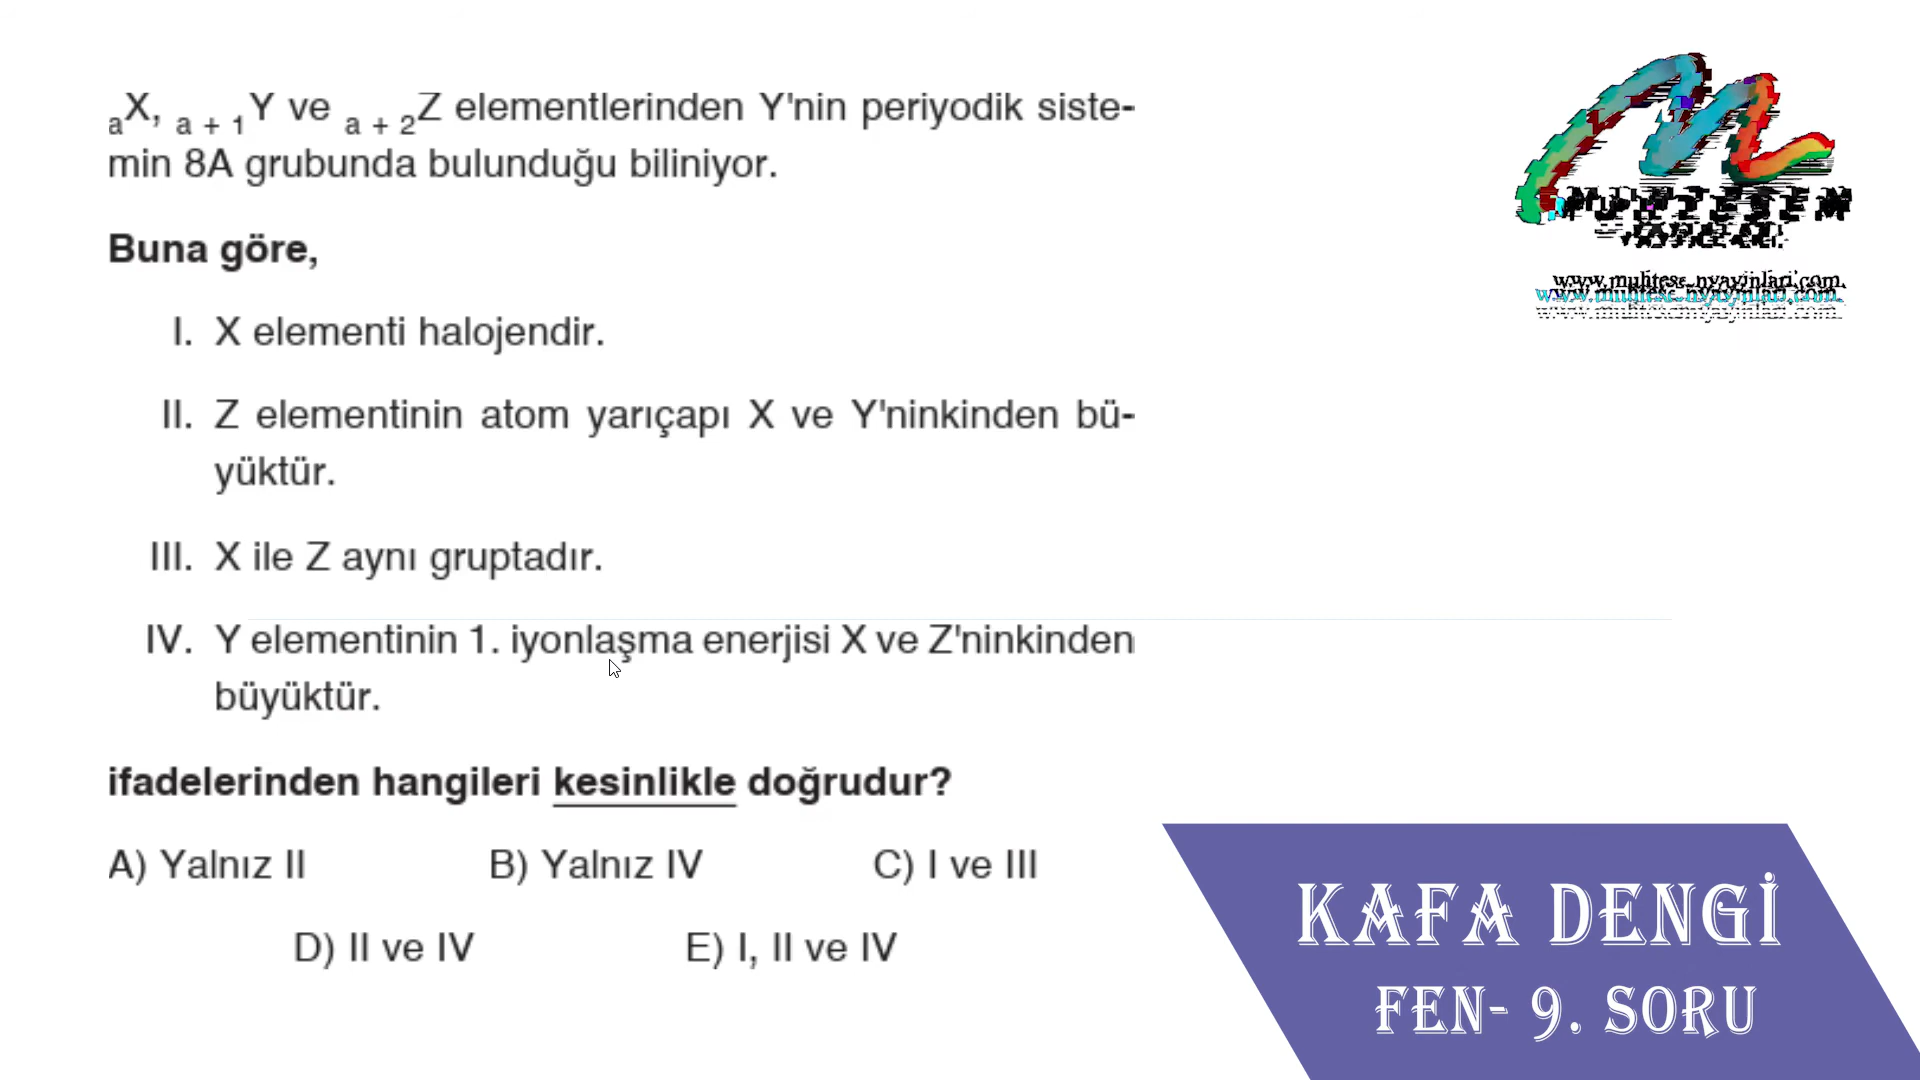 aX, a + 1Y ve a + 2Z elementlerinden Y'nin periyodik siste-
min 8A grubunda bulunduğu biliniyor.
Buna göre,
I. X elementi halojendir.
II. Z elementinin atom yarıçapı X ve Y'ninkinden bü-
yüktür.
III. X ile Z aynı gruptadır.
IV. Y elementinin 1. iyonlaşma enerjisi X ve Z'ninkinden
büyüktür.
ifadelerinden hangileri kesinlikle doğrudur?
A) Yalnız II B) Yalnız IV C) I ve III
D) II ve IV E) I, II ve IV
KAFA DENGİ
FEN- 9. SORU